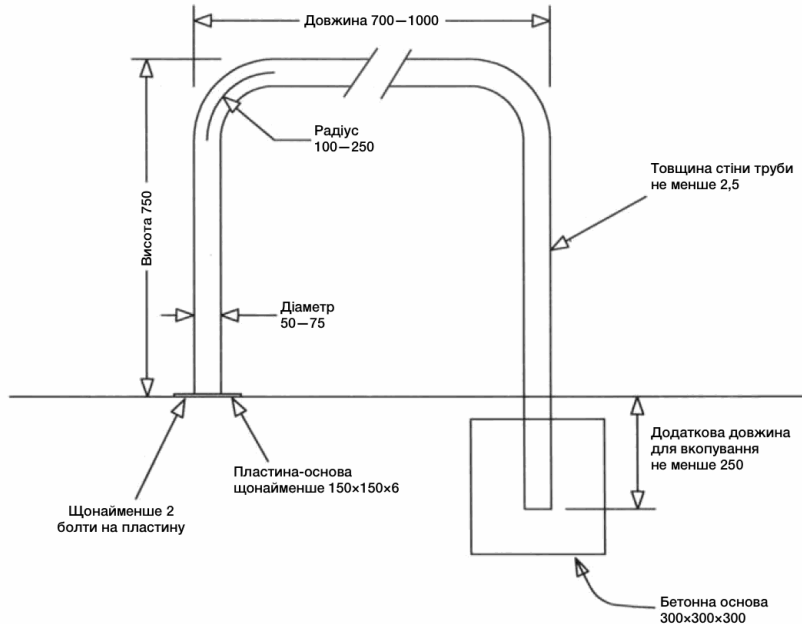 Довжина 700—1000
Радіус
100—250
Товщина стіни труби
не менше 2,5
Висота 750
Діаметр
50—75
Додаткова довжина
для вкопування
не менше 250
Пластина-основа
щонайменше 150×150×6
Щонайменше 2
болти на пластину
Бетонна основа
300×300×300